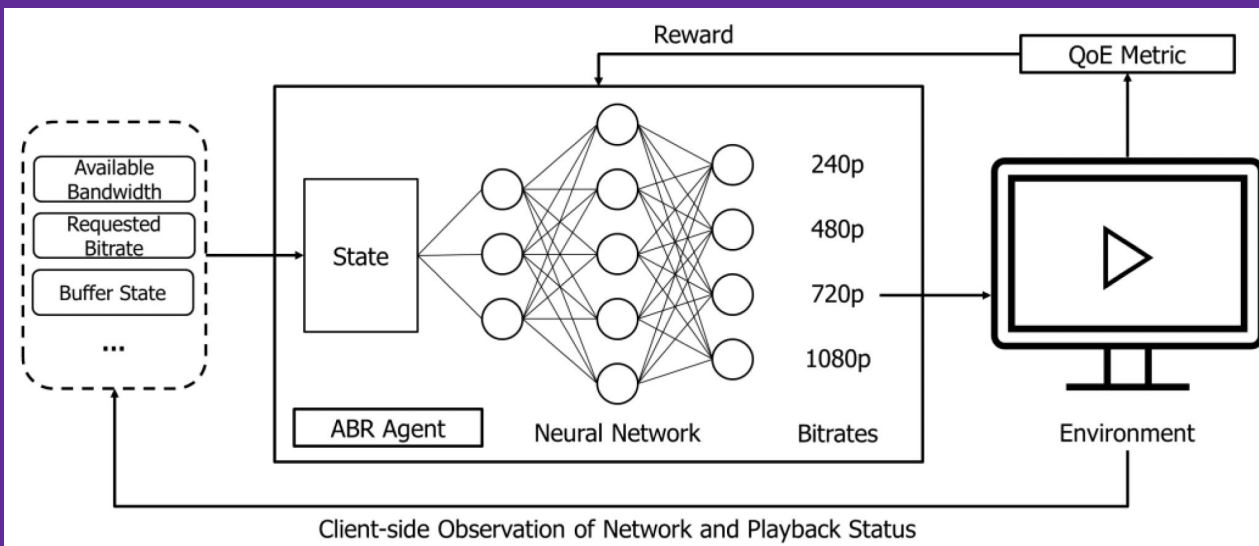 Reward
QoE Metric
Available
Bandwidth
Requested
Bitrate
Buffer State
...
State
240p
480p
720p
1080p
ABR Agent
Neural Network
Bitrates
Environment
Client-side Observation of Network and Playback Status